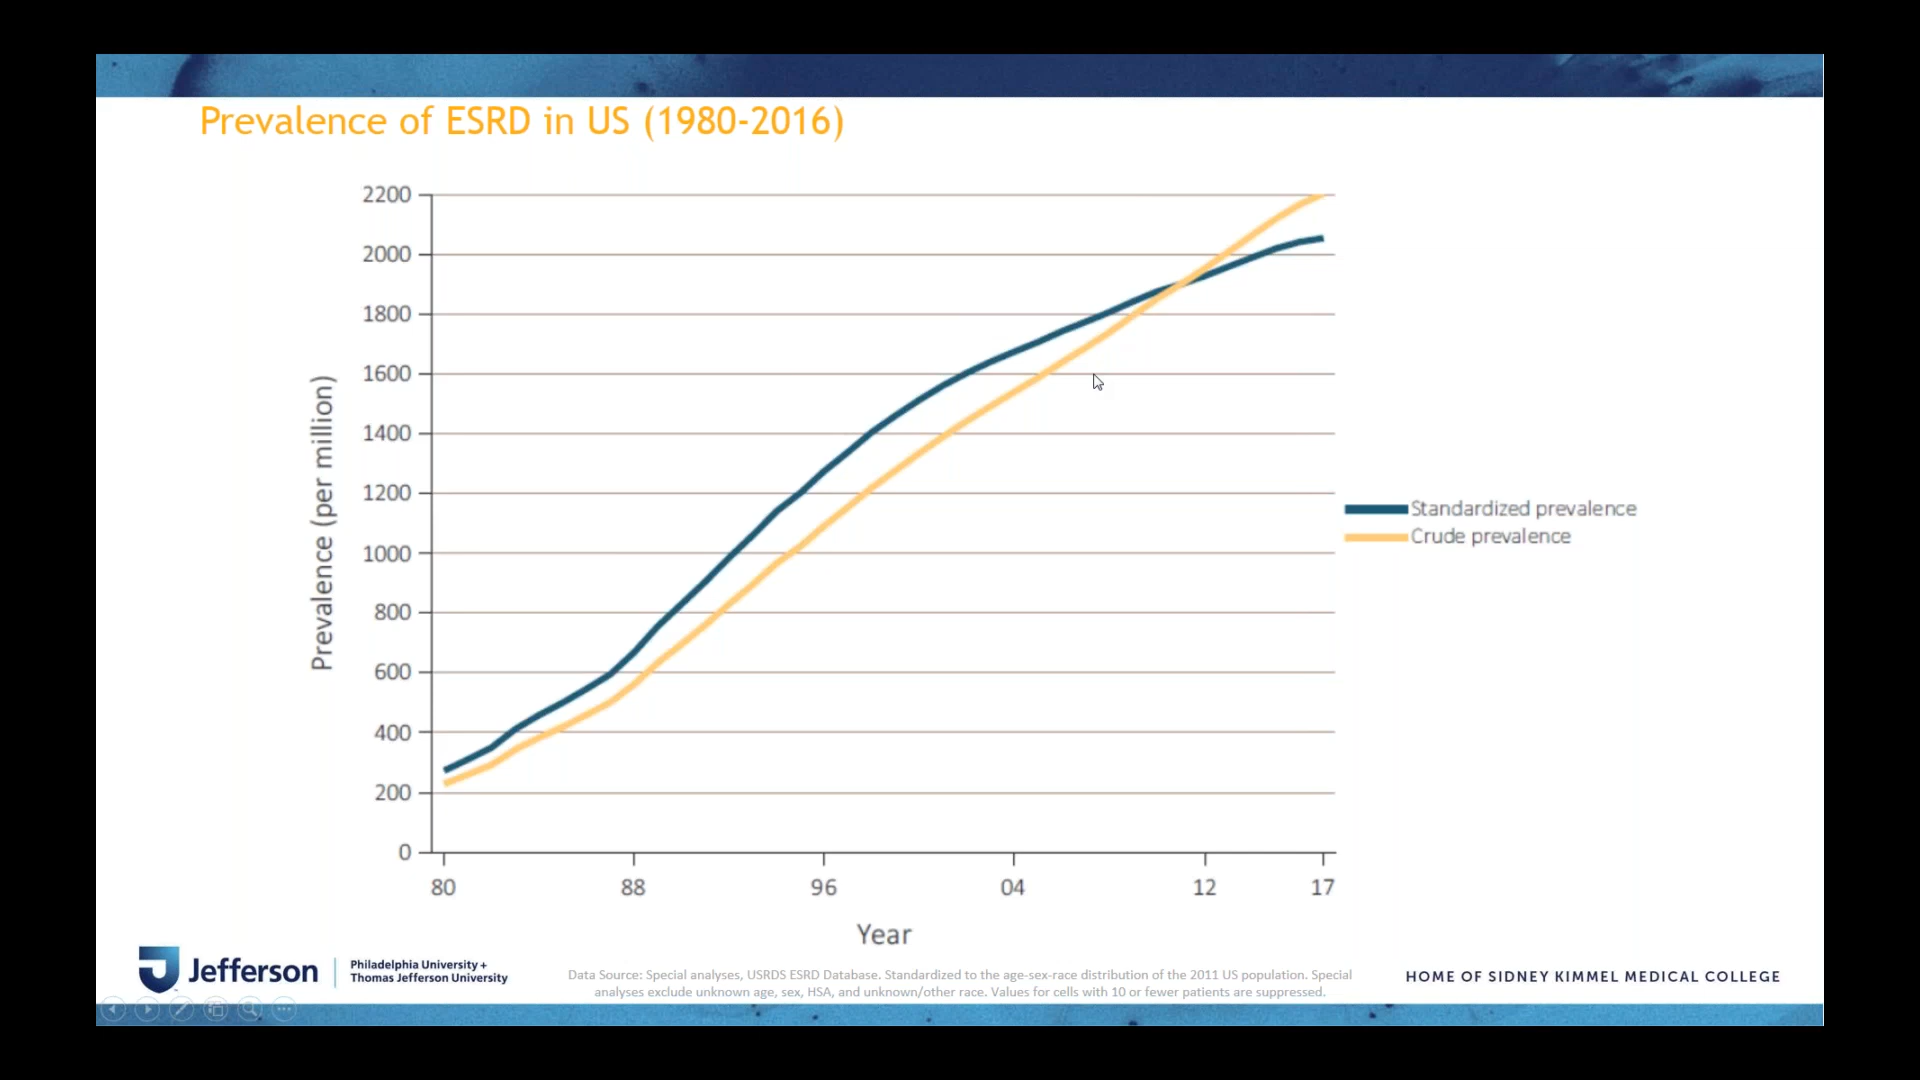 Prevalence of ESRD in US (1980-2016)
2200
2000
1800
1600
1400
1200
1000
800
600
400
200
0
Prevalence (per million)
80 88 96 04 12 17
Year
Standardized prevalence
Crude prevalence
Jefferson
Philadelphia University +
Thomas Jefferson University
Data Source: Special analyses, USRDS ESRD Database. Standardized to the age-sex-race distribution of the 2011 US population. Special
analyses exclude unknown age, sex, HSA, and unknown/other race. Values for cells with 10 or fewer patients are suppressed.
HOME OF SIDNEY KIMMEL MEDICAL COLLEGE